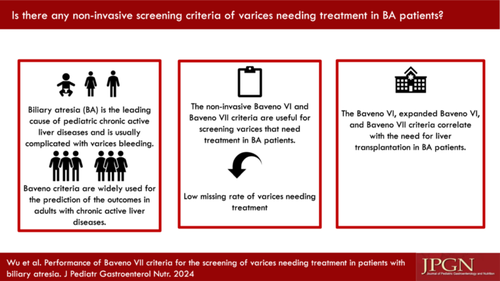 Is there any non-invasive screening criteria of varices needing treatment in BA patients?
Biliary atresia (BA) is the leading
cause of pediatric chronic active
liver diseases and is usually
complicated with varices bleeding.
Baveno criteria are widely used for
the prediction of the outcomes in
adults with chronic active liver
diseases.
The non-invasive Baveno VI and
Baveno VII criteria are useful for
screening varices that need
treatment in BA patients.
Low missing rate of varices needing
treatment
The Baveno VI, expanded Baveno VI,
and Baveno VII criteria correlate
with the need for liver
transplantation in BA patients.
Wu et al. Performance of Baveno VII criteria for the screening of varices needing treatment in patients with
biliary atresia. J Pediatr Gastroenterol Nutr. 2024
JPGN
Journal of Pediatric Gastroenterology and Nutrition